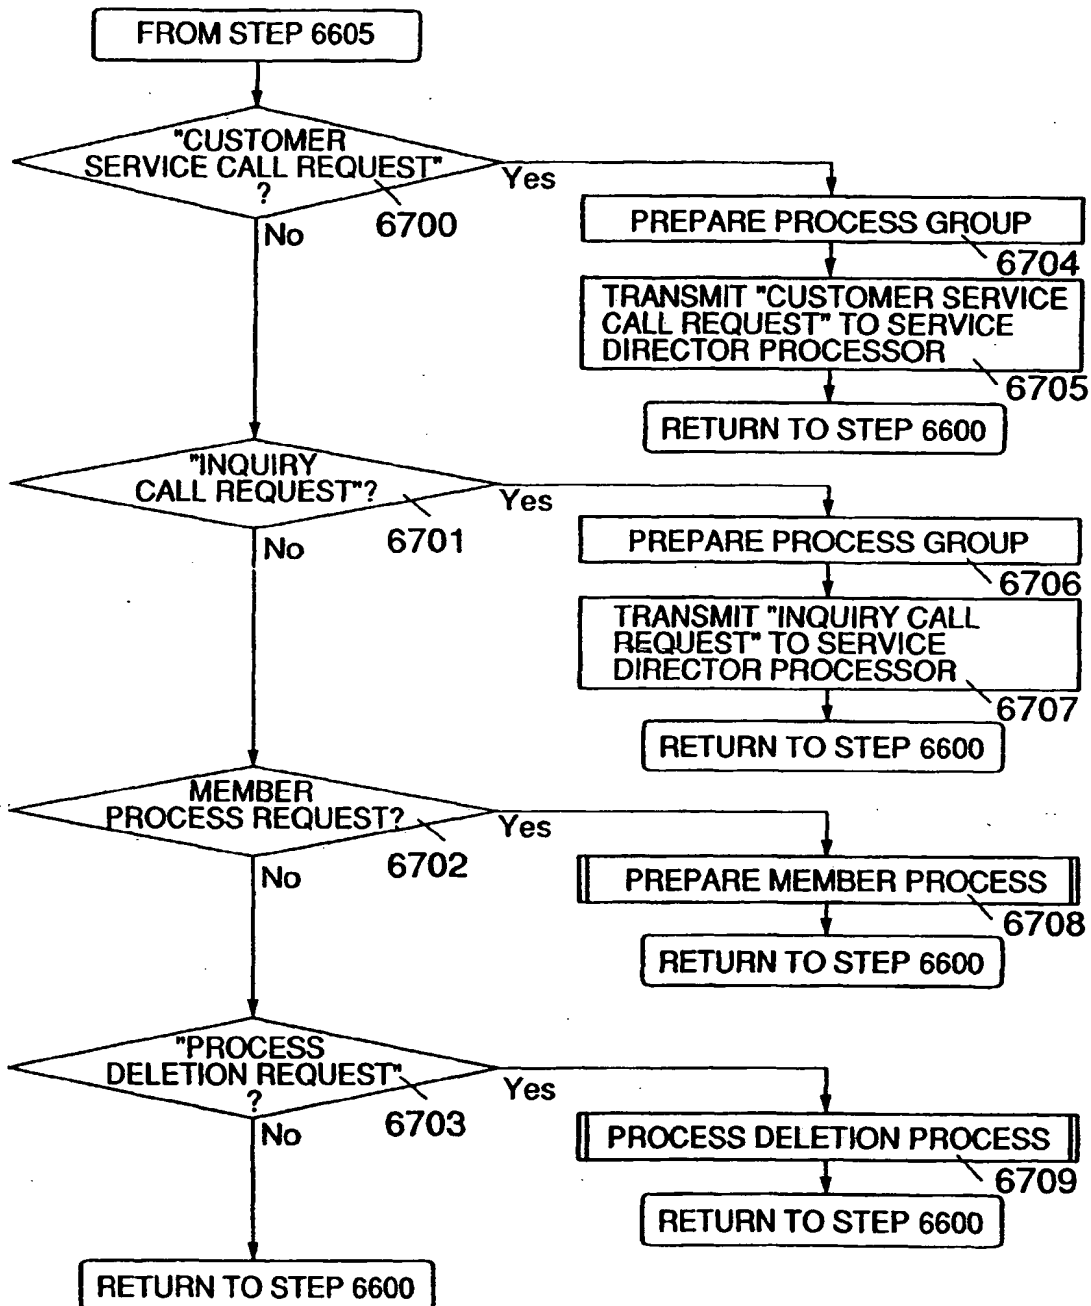 FROM STEP 6605
"CUSTOMER
SERVICE CALL REQUEST"
?
6700
Yes
No
PREPARE PROCESS GROUP
6704
TRANSMIT "CUSTOMER SERVICE
CALL REQUEST" TO SERVICE
DIRECTOR PROCESSOR
6705
RETURN TO STEP 6600
"INQUIRY
CALL REQUEST"?
6701
Yes
No
PREPARE PROCESS GROUP
6706
TRANSMIT "INQUIRY CALL
REQUEST" TO SERVICE
DIRECTOR PROCESSOR
6707
RETURN TO STEP 6600
MEMBER
PROCESS REQUEST?
6702
Yes
No
PREPARE MEMBER PROCESS
6708
RETURN TO STEP 6600
"PROCESS
DELETION REQUEST"
?
6703
Yes
No
PROCESS DELETION PROCESS
6709
RETURN TO STEP 6600
RETURN TO STEP 6600